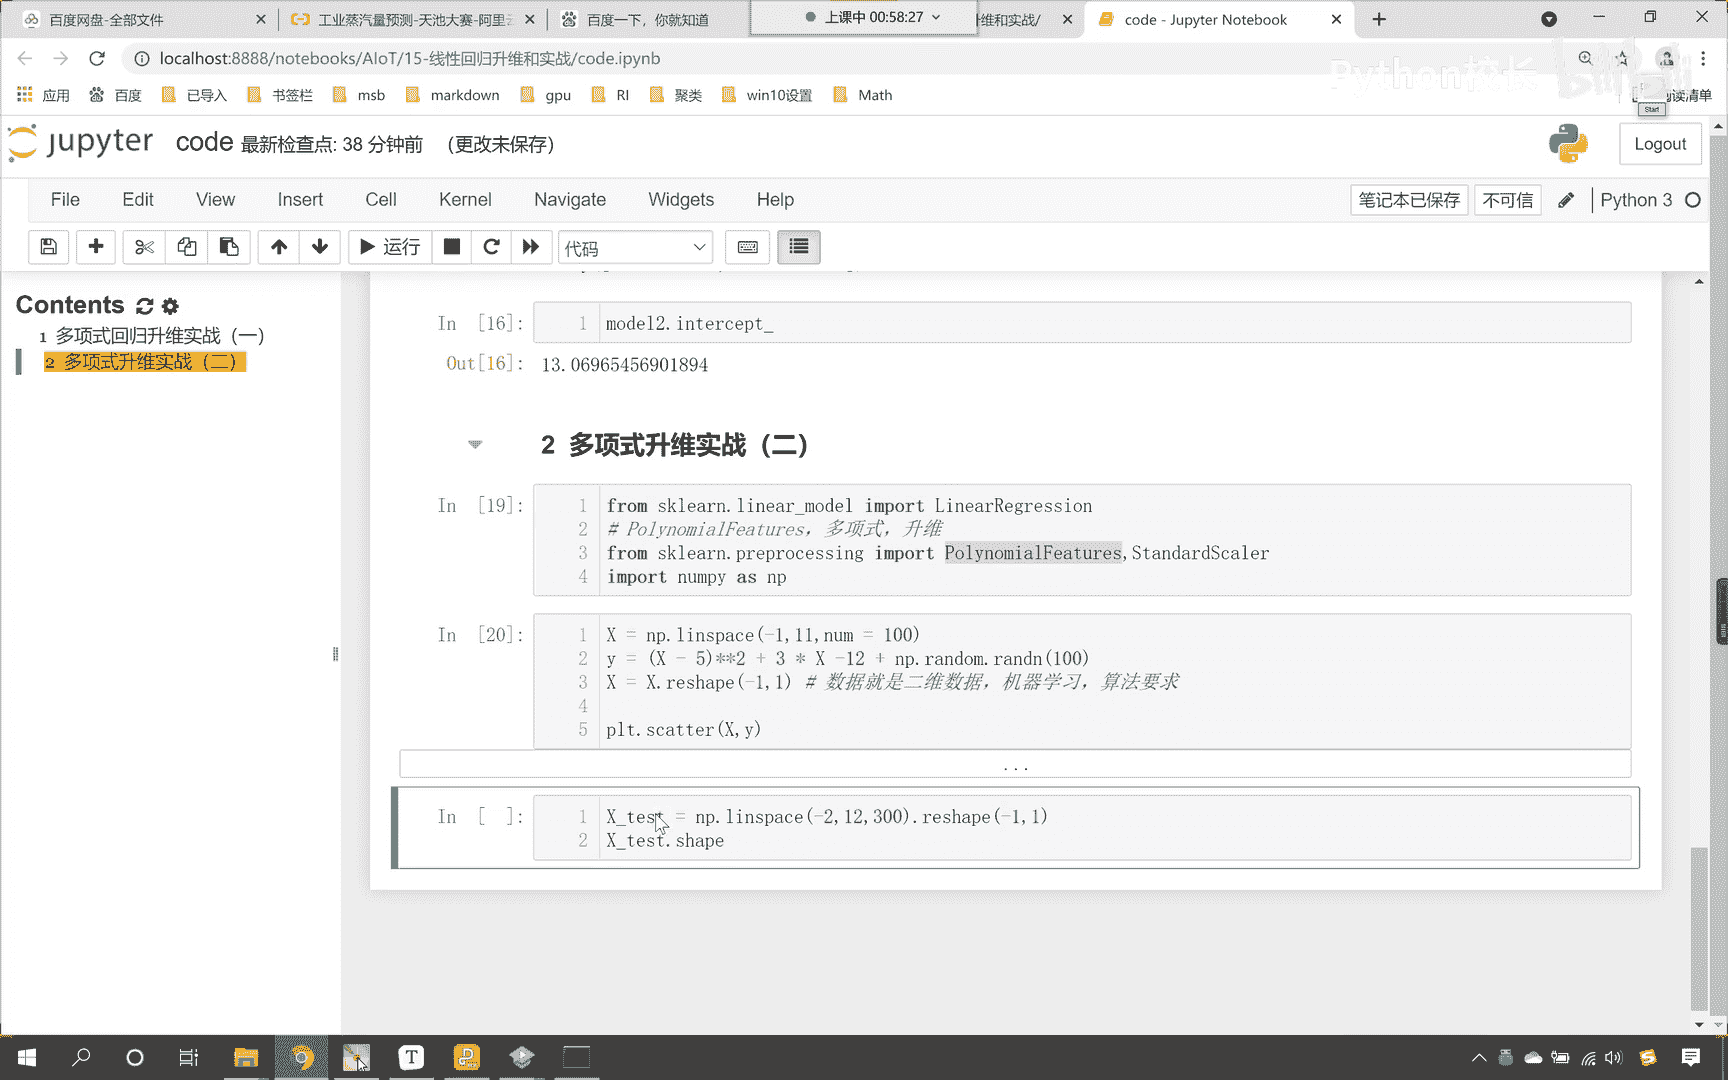 百度网盘-全部文件
工业蒸汽量预测-天池大赛-阿里云
百度一下，你就知道
上课中 00:58:27
维和实战/
code - Jupyter Notebook
localhost:8888/notebooks/AIoT/15-线性回归升维和实战/code.ipynb
Python校长
应用
百度
已导入
书签栏
msb
markdown
gpu
RI
聚类
win10设置
Math
阅读清单
Start
jupyter
code 最新检查点: 38 分钟前 (更改未保存)
Logout
File
Edit
View
Insert
Cell
Kernel
Navigate
Widgets
Help
笔记本已保存
不可信
Python 3
运行
代码
Contents
1 多项式回归升维实战（一）
2 多项式升维实战（二）
In [16]:
1 model2.intercept_
Out[16]: 13.06965456901894
2 多项式升维实战（二）
In [19]:
1 from sklearn.linear_model import LinearRegression
2 # PolynomialFeatures，多项式，升维
3 from sklearn.preprocessing import PolynomialFeatures,StandardScaler
4 import numpy as np
In [20]:
1 X = np.linspace(-1,11,num = 100)
2 y = (X - 5)**2 + 3 * X -12 + np.random.randn(100)
3 X = X.reshape(-1,1) # 数据就是二维数据，机器学习，算法要求
4
5 plt.scatter(X,y)
...
In [ ]:
1 X_test = np.linspace(-2,12,300).reshape(-1,1)
2 X_test.shape